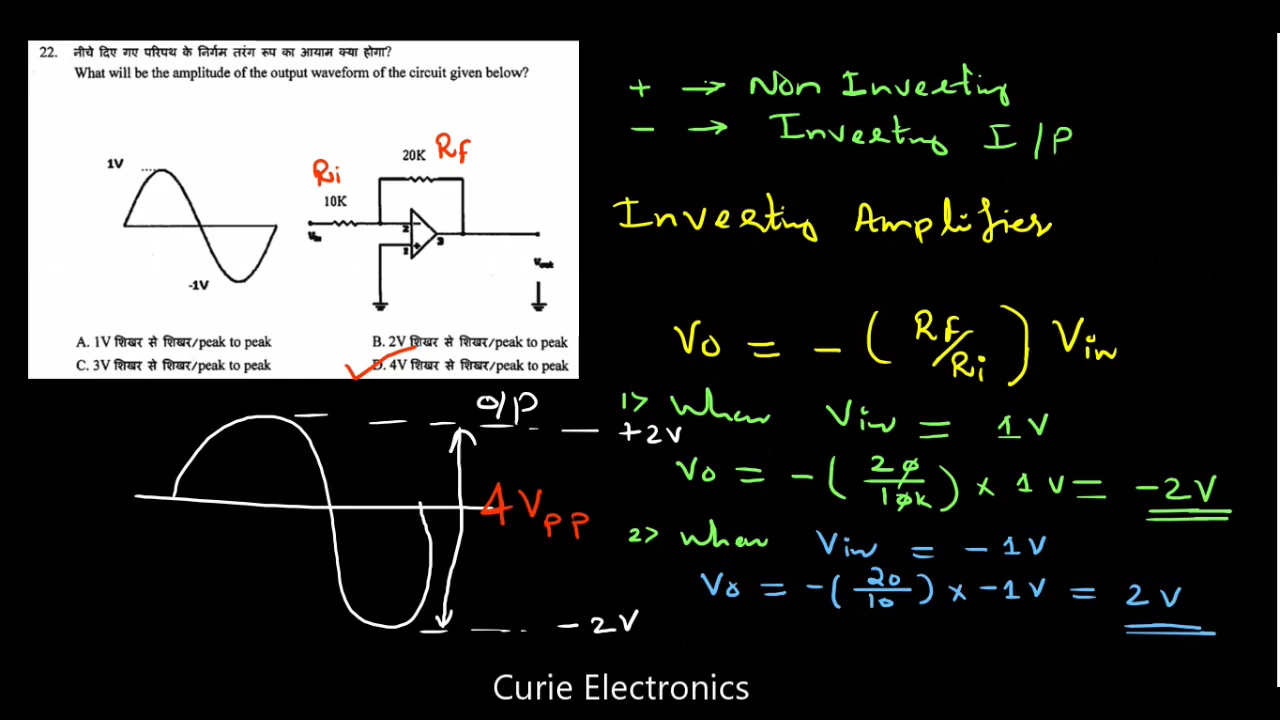 22. नीचे दिए गए परिपथ के निर्गम तरंग रूप का आयाम क्या होगा?
What will be the amplitude of the output waveform of the circuit given below?
1V
-1V
Ri
10K
20K Rf
Vin
2
1
3
Vout
A. 1V शिखर से शिखर/peak to peak
B. 2V शिखर से शिखर/peak to peak
C. 3V शिखर से शिखर/peak to peak
D. 4V शिखर से शिखर/peak to peak
+ → Non Inverting
- → Inverting I/P
Inverting Amplifier
Vo = - (Rf/Ri) Vin
1> When Vin = 1V
Vo = - (20/10K) × 1V = -2V
2> When Vin = -1V
Vo = - (20/10) × -1V = 2V
O/P
+2V
4VPP
-2V
Curie Electronics